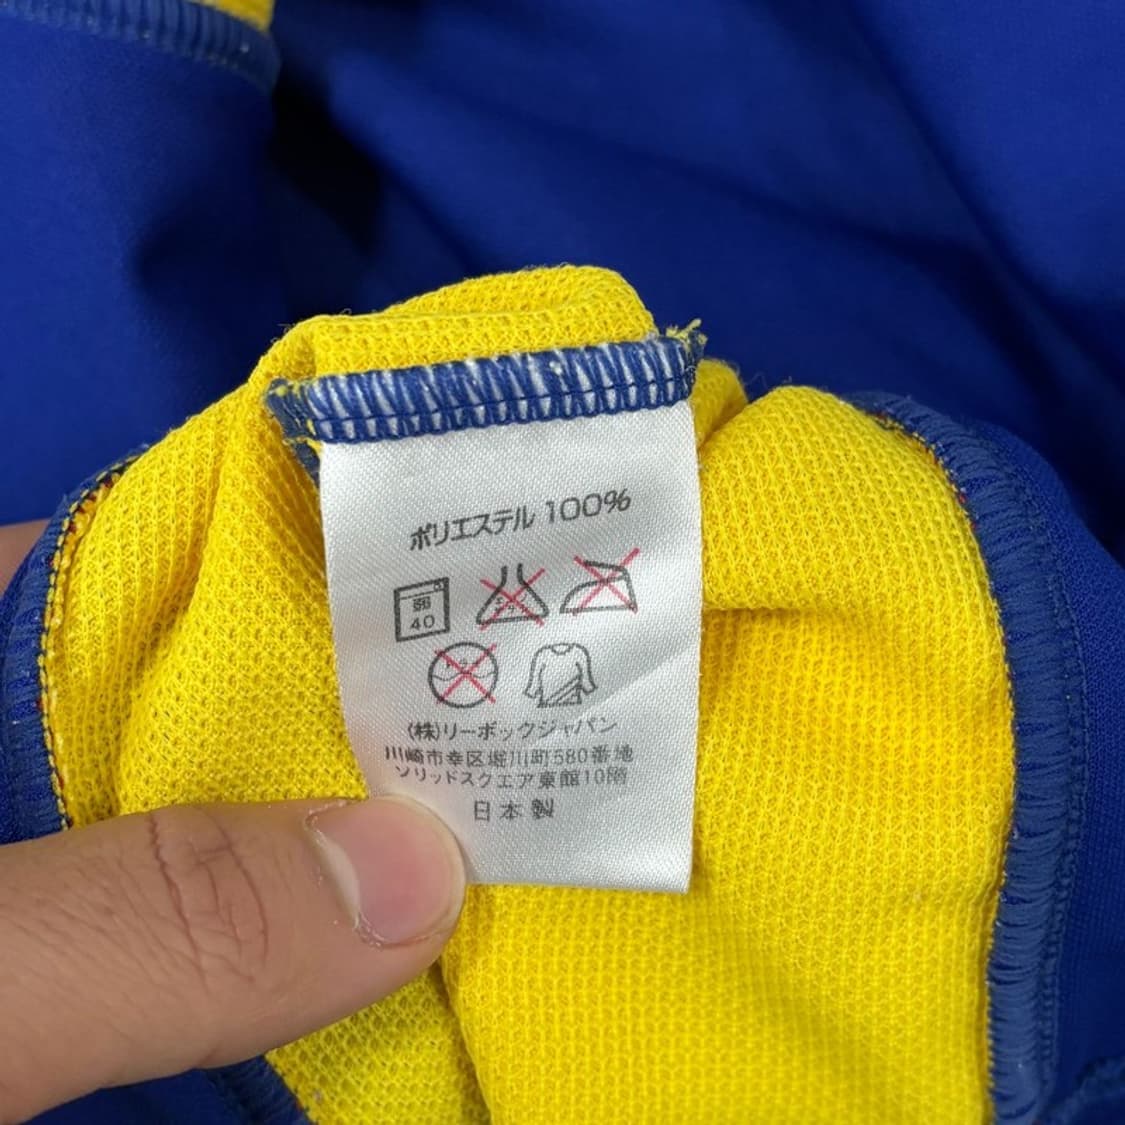 ポリエステル 100%
弱
40
(株)リーボックジャパン
川崎市幸区堀川町580番地
ソリッドスクエア東館10階
日本製